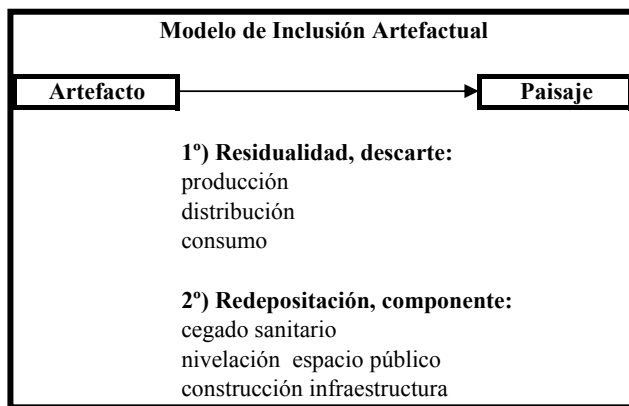 Modelo de Inclusión Artefactual
Artefacto Paisaje
1º) Residualidad, descarte:
producción
distribución
consumo
2º) Redepositación, componente:
cegado sanitario
nivelación espacio público
construcción infraestructura